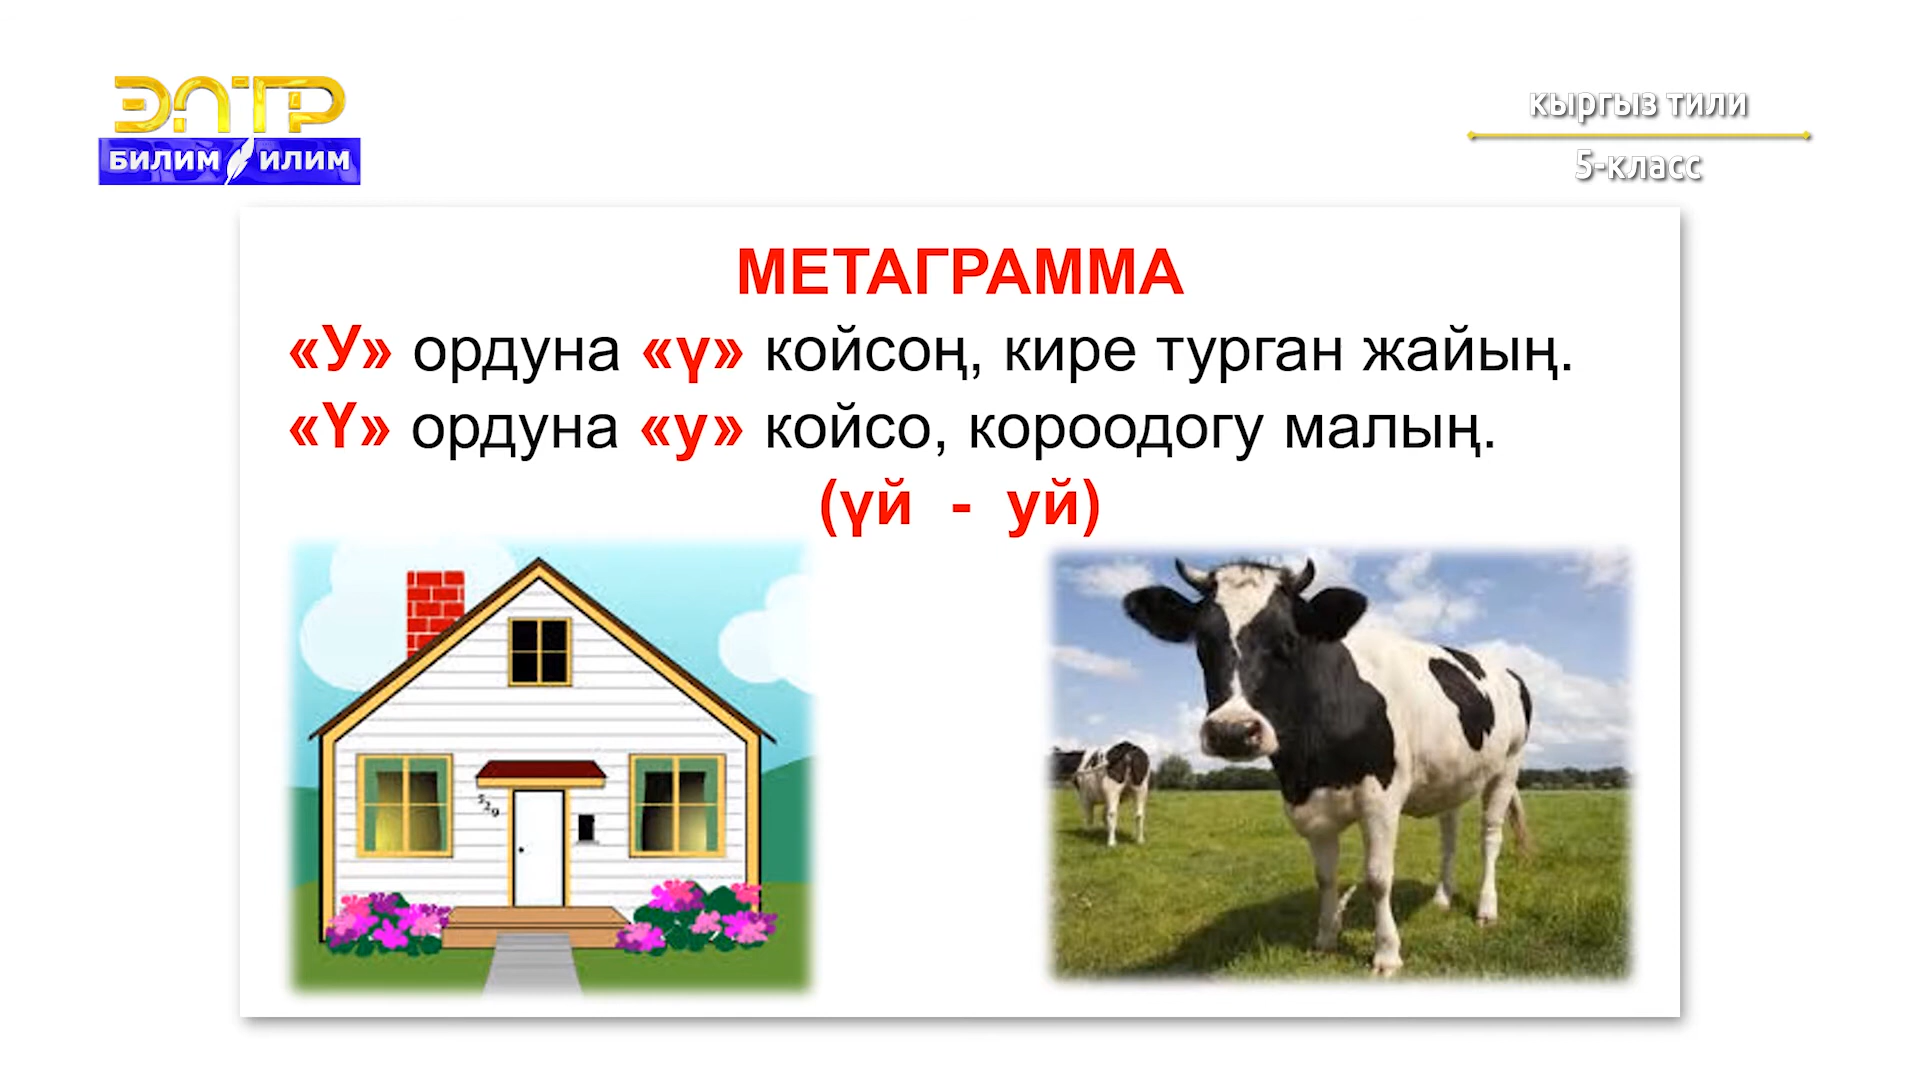 ЭЛТР
БИЛИМ ИЛИМ
кыргыз тили
5-класс
МЕТАГРАММА
«У» ордуна «ү» койсоң, кире турган жайың.
«Ү» ордуна «у» койсо, короодогу малың.
(үй - уй)
529